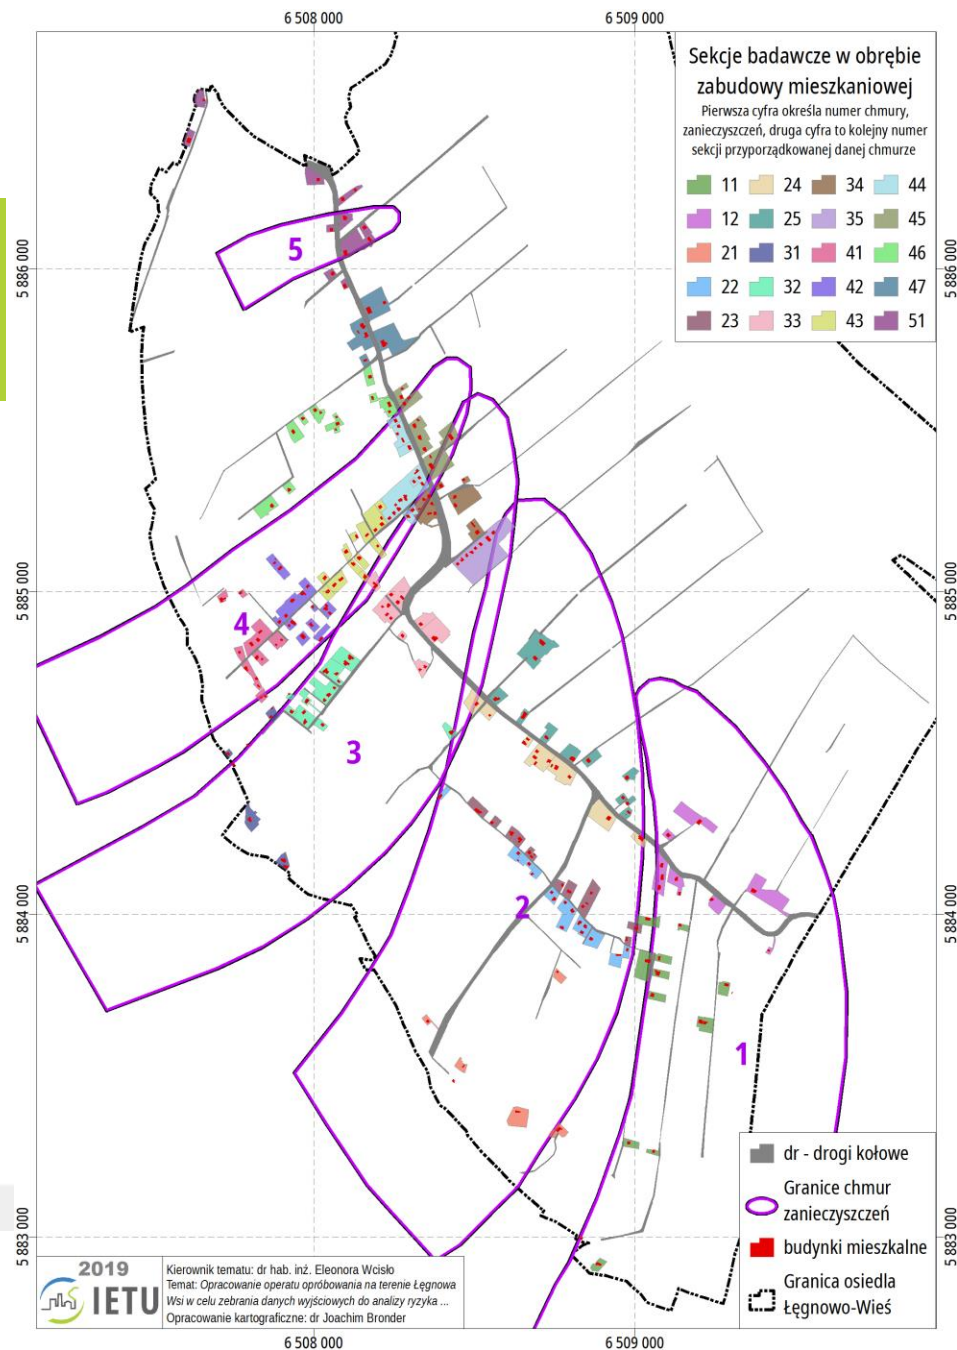 6 508 000
6 509 000
Sekcje badawcze w obrębie
zabudowy mieszkaniowej
Pierwsza cyfra określa numer chmury,
zanieczyszczeń, druga cyfra to kolejny numer
sekcji przyporządkowanej danej chmurze
11 24 34 44
12 25 35 45
21 31 41 46
22 32 42 47
23 33 43 51
5 886 000
5 886 000
5
5 885 000
5 885 000
4
3
2
5 884 000
5 884 000
1
dr - drogi kołowe
Granice chmur
zanieczyszczeń
budynki mieszkalne
Granica osiedla
Łęgnowo-Wieś
5 883 000
5 883 000
2019
IETU
Kierownik tematu: dr hab. inż. Eleonora Wcisło
Temat: Opracowanie operatu opróbowania na terenie Łęgnowa
Wsi w celu zebrania danych wyjściowych do analizy ryzyka ...
Opracowanie kartograficzne: dr Joachim Bronder
6 508 000
6 509 000